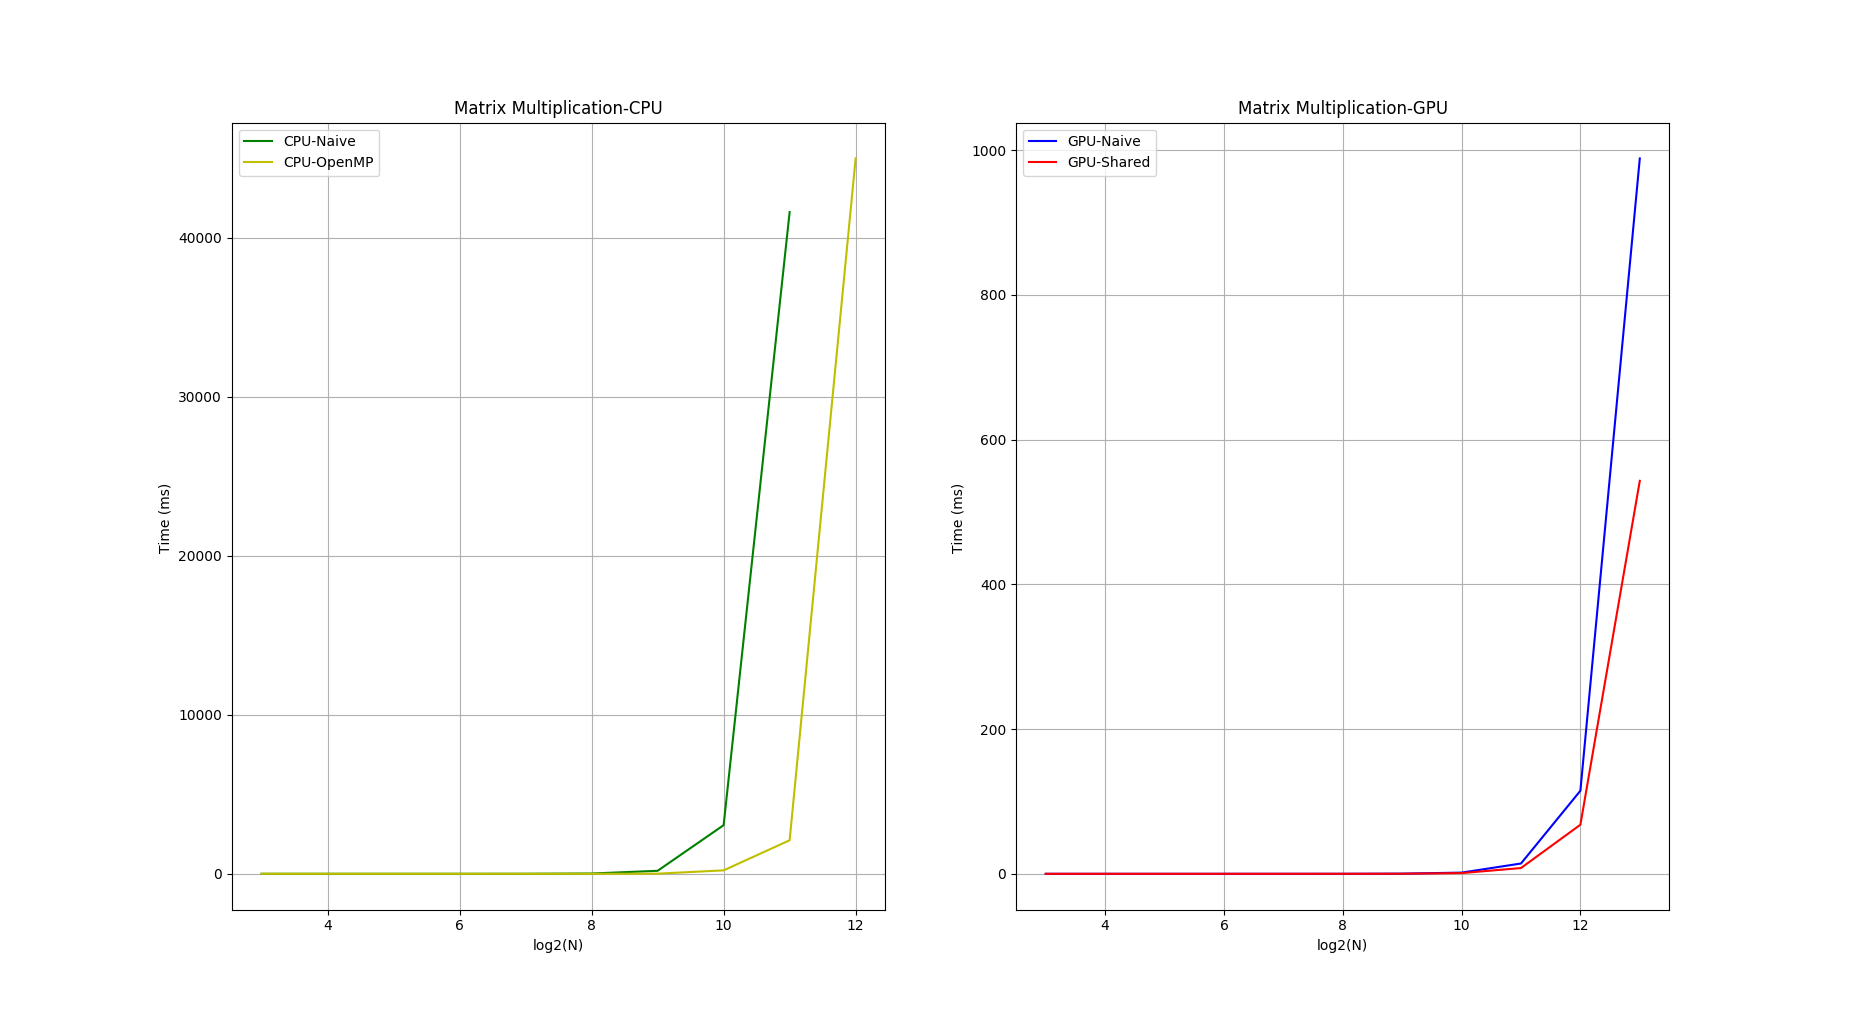 Matrix Multiplication-CPU
CPU-Naive
CPU-OpenMP
40000
30000
20000
10000
0
Time (ms)
4 6 8 10 12
log2(N)
Matrix Multiplication-GPU
GPU-Naive
GPU-Shared
1000
800
600
400
200
0
Time (ms)
4 6 8 10 12
log2(N)